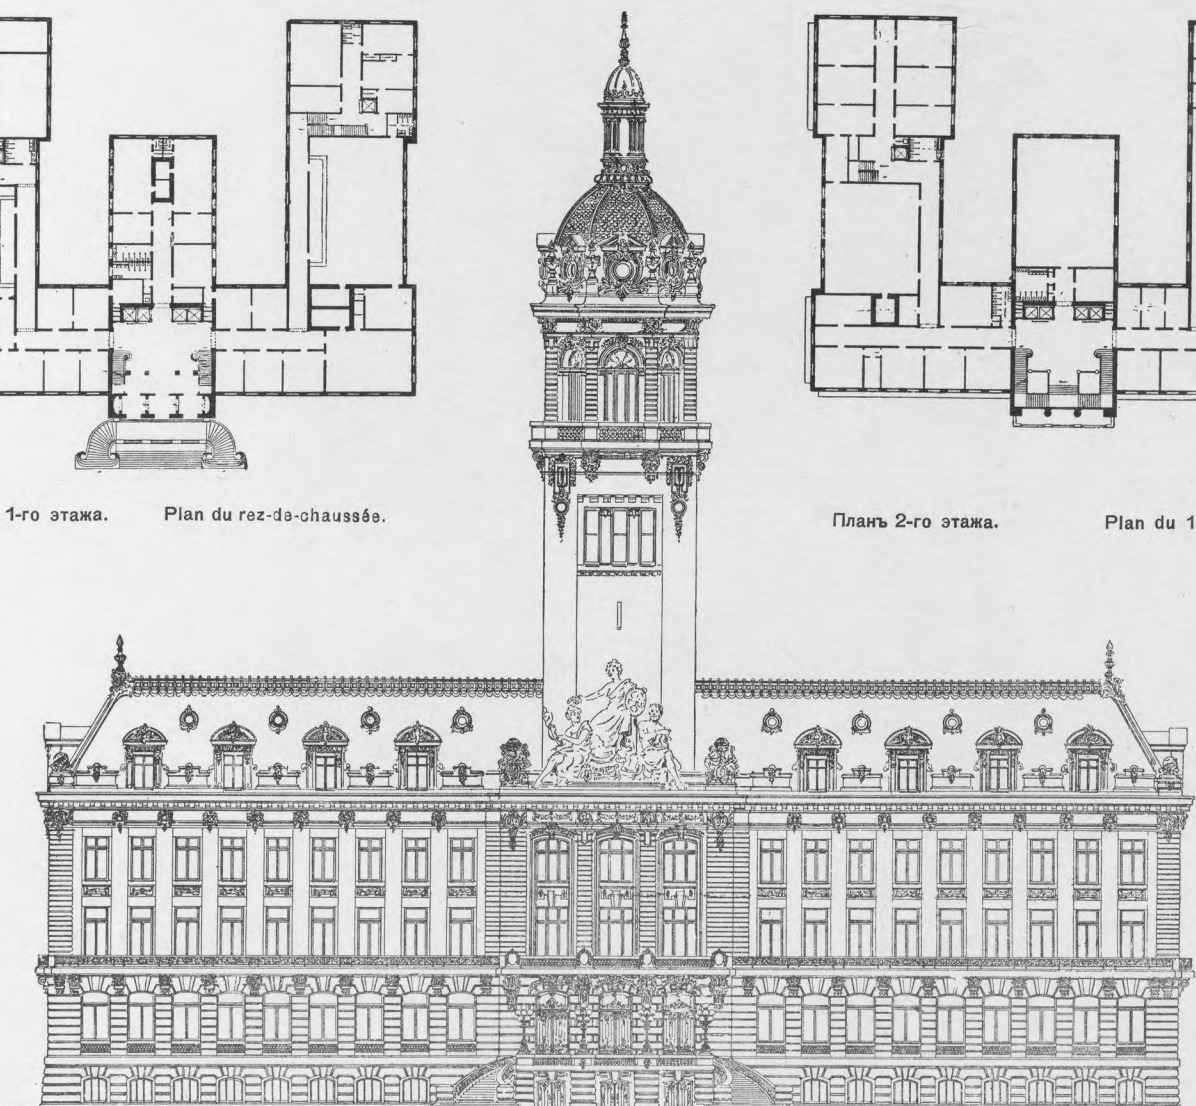 1-го этажа. Plan du rez-de-chaussée.
Планъ 2-го этажа. Plan du 1